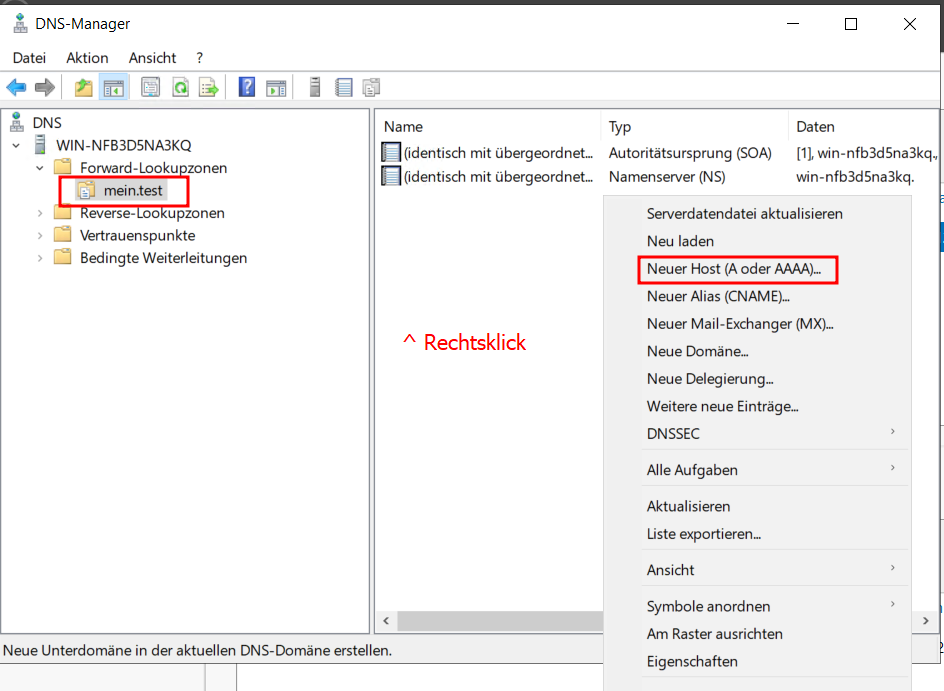 DNS-Manager
Datei Aktion Ansicht ?
DNS
WIN-NFB3D5NA3KQ
Forward-Lookupzonen
mein.test
Reverse-Lookupzonen
Vertrauenspunkte
Bedingte Weiterleitungen
Name Typ Daten
(identisch mit übergeordnet... Autoritätsursprung (SOA) [1], win-nfb3d5na3kq.,
(identisch mit übergeordnet... Namenserver (NS) win-nfb3d5na3kq.
^ Rechtsklick
Serverdatendatei aktualisieren
Neu laden
Neuer Host (A oder AAAA)...
Neuer Alias (CNAME)...
Neuer Mail-Exchanger (MX)...
Neue Domäne...
Neue Delegierung...
Weitere neue Einträge...
DNSSEC
Alle Aufgaben
Aktualisieren
Liste exportieren...
Ansicht
Symbole anordnen
Am Raster ausrichten
Eigenschaften
Neue Unterdomäne in der aktuellen DNS-Domäne erstellen.